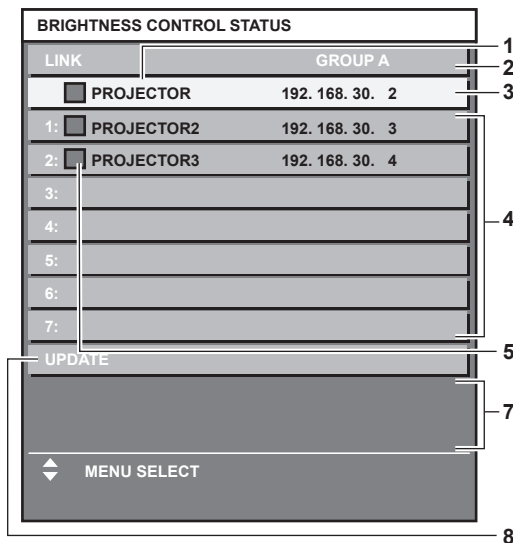 BRIGHTNESS CONTROL STATUS
LINK GROUP A
PROJECTOR 192. 168. 30. 2
1: PROJECTOR2 192. 168. 30. 3
2: PROJECTOR3 192. 168. 30. 4
3:
4:
5:
6:
7:
UPDATE
MENU SELECT
1
2
3
4
5
7
8